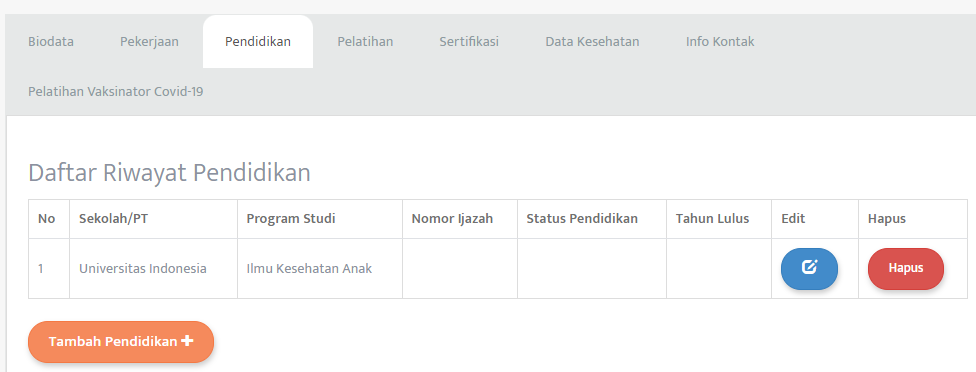 Biodata Pekerjaan Pendidikan Pelatihan Sertifikasi Data Kesehatan Info Kontak
Pelatihan Vaksinator Covid-19
Daftar Riwayat Pendidikan
No Sekolah/PT Program Studi Nomor Ijazah Status Pendidikan Tahun Lulus Edit Hapus
1 Universitas Indonesia Ilmu Kesehatan Anak Hapus
Tambah Pendidikan +